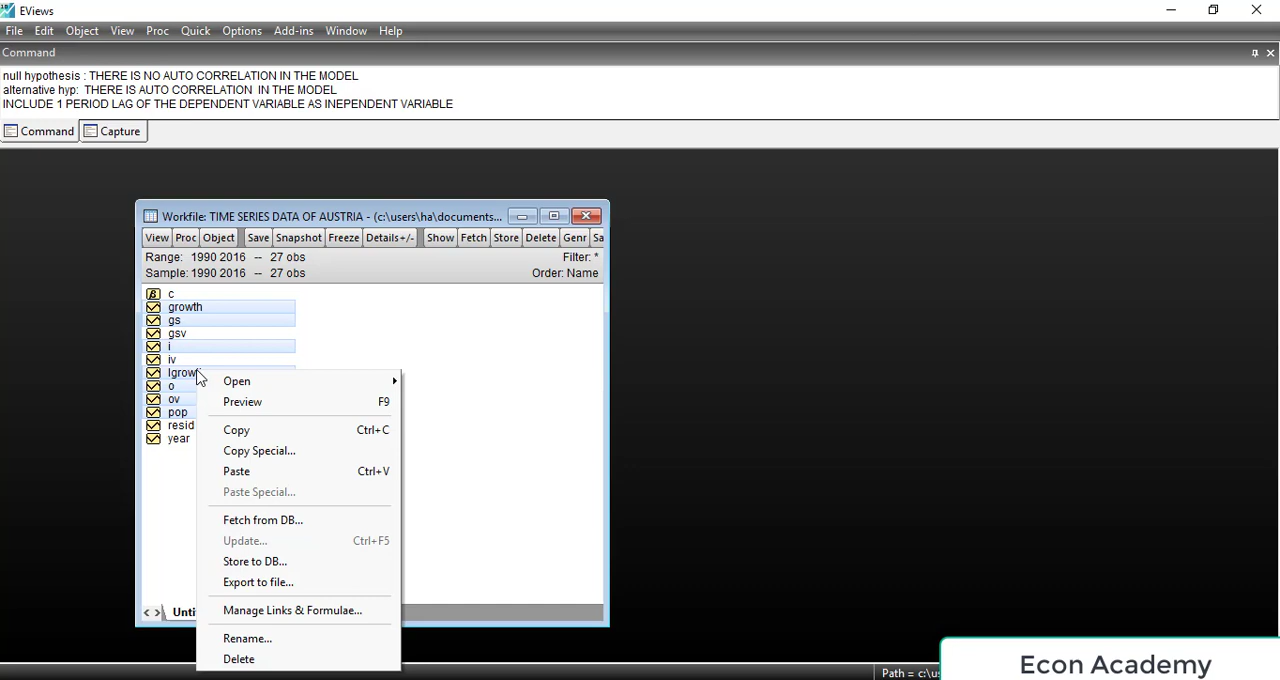 EViews
File Edit Object View Proc Quick Options Add-ins Window Help
Command
null hypothesis : THERE IS NO AUTO CORRELATION IN THE MODEL
alternative hyp: THERE IS AUTO CORRELATION IN THE MODEL
INCLUDE 1 PERIOD LAG OF THE DEPENDENT VARIABLE AS INEPENDENT VARIABLE
Command Capture
Workfile: TIME SERIES DATA OF AUSTRIA - (c:\users\ha\documents...
View Proc Object Save Snapshot Freeze Details+/- Show Fetch Store Delete Genr Sa
Range: 1990 2016 -- 27 obs Filter: *
Sample: 1990 2016 -- 27 obs Order: Name
c
growth
gs
gsv
i
iv
lgrowt
o
ov
pop
resid
year
Open
Preview F9
Copy Ctrl+C
Copy Special...
Paste Ctrl+V
Paste Special...
Fetch from DB...
Update... Ctrl+F5
Store to DB...
Export to file...
Manage Links & Formulae...
Rename...
Delete
< > Unti
Path = c:\u
Econ Academy